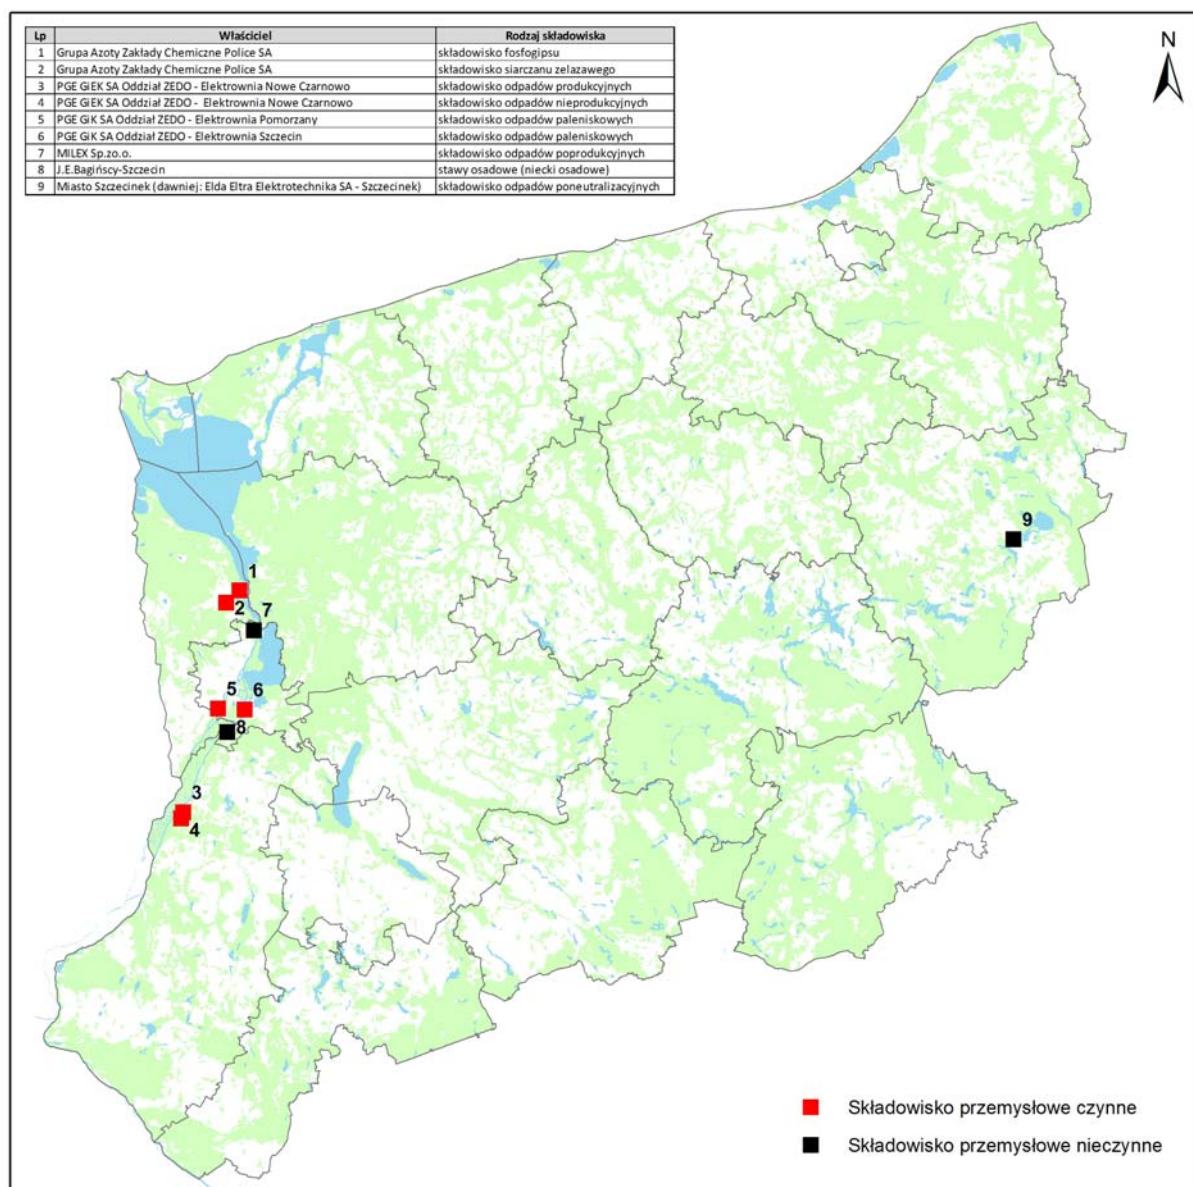 Lp Właściciel Rodzaj składowiska
1 Grupa Azoty Zakłady Chemiczne Police SA składowisko fosfogipsu
2 Grupa Azoty Zakłady Chemiczne Police SA składowisko siarczanu zelazawego
3 PGE GiEK SA Oddział ZEDO - Elektrownia Nowe Czarnowo składowisko odpadów produkcyjnych
4 PGE GiEK SA Oddział ZEDO - Elektrownia Nowe Czarnowo składowisko odpadów nieprodukcyjnych
5 PGE GiK SA Oddział ZEDO - Elektrownia Pomorzany składowisko odpadów paleniskowych
6 PGE GiK SA Oddział ZEDO - Elektrownia Szczecin składowisko odpadów paleniskowych
7 MILEX Sp.zo.o. składowisko odpadów poprodukcyjnych
8 J.E.Bagińscy-Szczecin stawy osadowe (niecki osadowe)
9 Miasto Szczecinek (dawniej: Elda Eltra Elektrotechnika SA - Szczecinek) składowisko odpadów poneutralizacyjnych
N
9
1
2
7
5
6
8
3
4
Składowisko przemysłowe czynne
Składowisko przemysłowe nieczynne